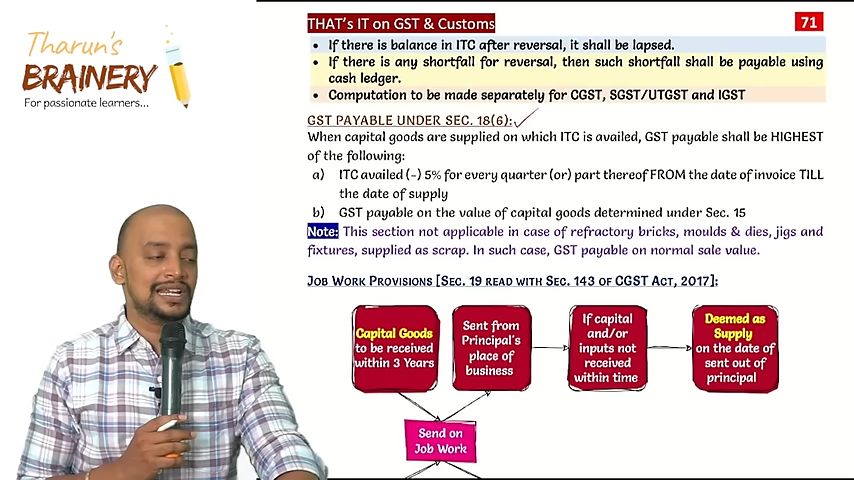 Tharun's
BRAINERY
For passionate learners...
THAT's IT on GST & Customs
71
• If there is balance in ITC after reversal, it shall be lapsed.
• If there is any shortfall for reversal, then such shortfall shall be payable using
cash ledger.
• Computation to be made separately for CGST, SGST/UTGST and IGST
GST PAYABLE UNDER SEC. 18(6):
When capital goods are supplied on which ITC is availed, GST payable shall be HIGHEST
of the following:
a) ITC availed (-) 5% for every quarter (or) part thereof FROM the date of invoice TILL
the date of supply
b) GST payable on the value of capital goods determined under Sec. 15
Note: This section not applicable in case of refractory bricks, moulds & dies, jigs and
fixtures, supplied as scrap. In such case, GST payable on normal sale value.
JOB WORK PROVISIONS [SEC. 19 READ WITH SEC. 143 OF CGST ACT, 2017]:
Capital Goods
to be received
within 3 Years
Sent from
Principal's
place of
business
If capital
and/or
inputs not
received
within time
Deemed as
Supply
on the date of
sent out of
principal
Send on
Job Work